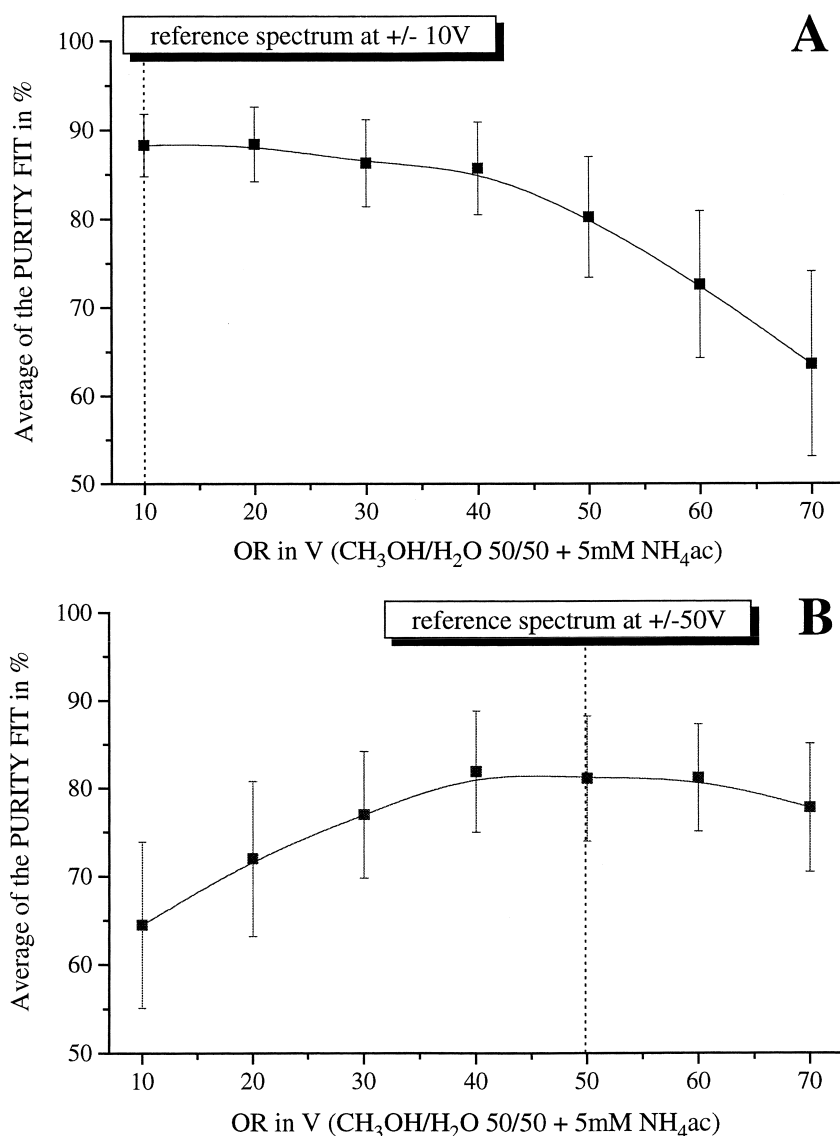 reference spectrum at +/- 10V
A
100
90
80
70
60
50
Average of the PURITY FIT in %
10 20 30 40 50 60 70
OR in V (CH₃OH/H₂O 50/50 + 5mM NH₄ac)
reference spectrum at +/-50V
B
100
90
80
70
60
50
Average of the PURITY FIT in %
10 20 30 40 50 60 70
OR in V (CH₃OH/H₂O 50/50 + 5mM NH₄ac)